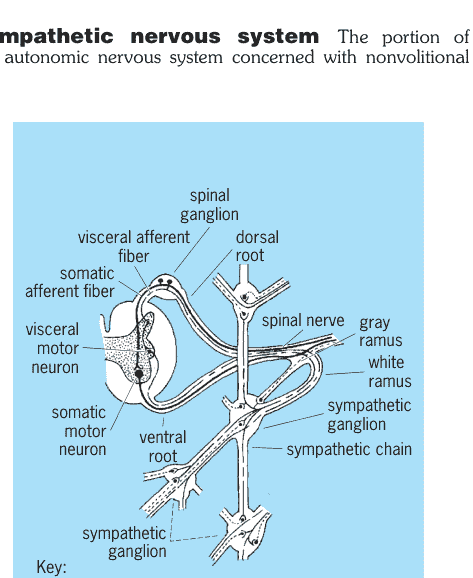 mpathetic nervous system The portion of
autonomic nervous system concerned with nonvolitional
spinal
ganglion
visceral afferent
fiber
dorsal
root
somatic
afferent fiber
visceral
motor
neuron
spinal nerve
gray
ramus
white
ramus
somatic
motor
neuron
ventral
root
sympathetic
ganglion
sympathetic chain
sympathetic
ganglion
Key: